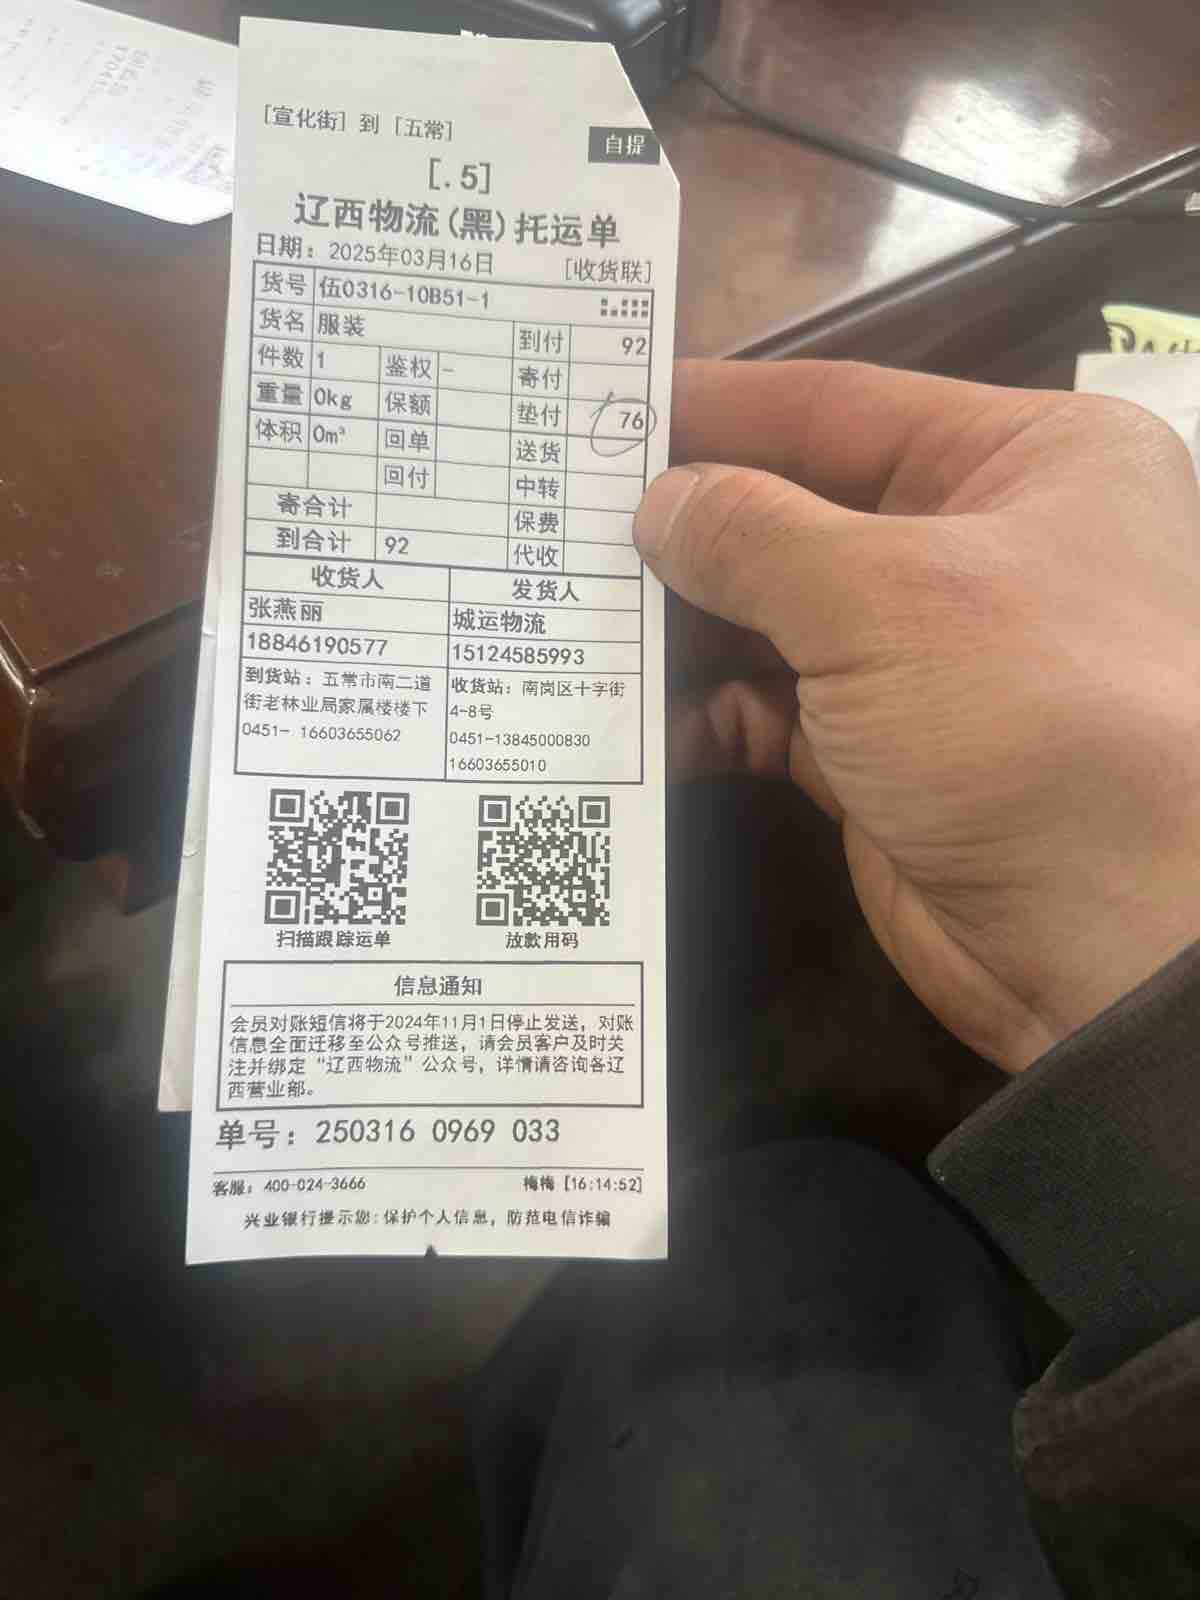 [宣化街] 到 [五常]
自提
[.5]
辽西物流(黑)托运单
日期: 2025年03月16日 [收货联]
货号 伍0316-10B51-1
货名 服装 到付 92
件数 1 鉴权 - 寄付
重量 0kg 保额 垫付 76
体积 0m³ 回单 送货
回付 中转
寄合计 保费
到合计 92 代收
收货人 发货人
张燕丽 城运物流
18846190577 15124585993
到货站: 五常市南二道
街老林业局家属楼楼下
0451- 16603655062
收货站: 南岗区十字街
4-8号
0451-13845000830
16603655010
扫描跟踪运单 放款用码
信息通知
会员对账短信将于2024年11月1日停止发送, 对账
信息全面迁移至公众号推送, 请会员客户及时关
注并绑定“辽西物流”公众号, 详情请咨询各辽
西营业部。
单号: 250316 0969 033
客服: 400-024-3666 梅梅 [16:14:52]
兴业银行提示您:保护个人信息, 防范电信诈骗